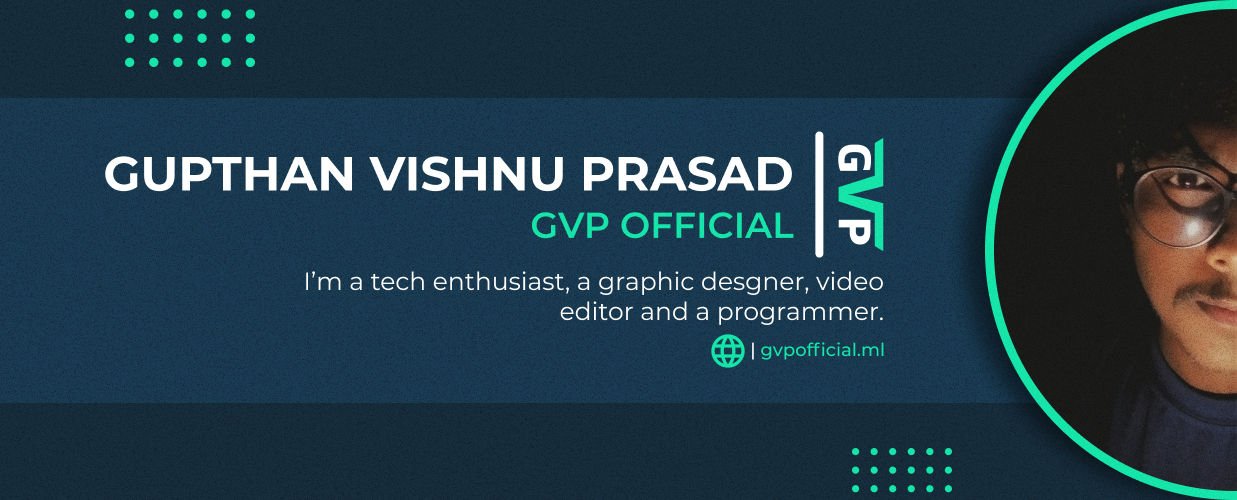 GUPTHAN VISHNU PRASAD
GVP OFFICIAL
GVP
I'm a tech enthusiast, a graphic desgner, video
editor and a programmer.
| gvpofficial.ml